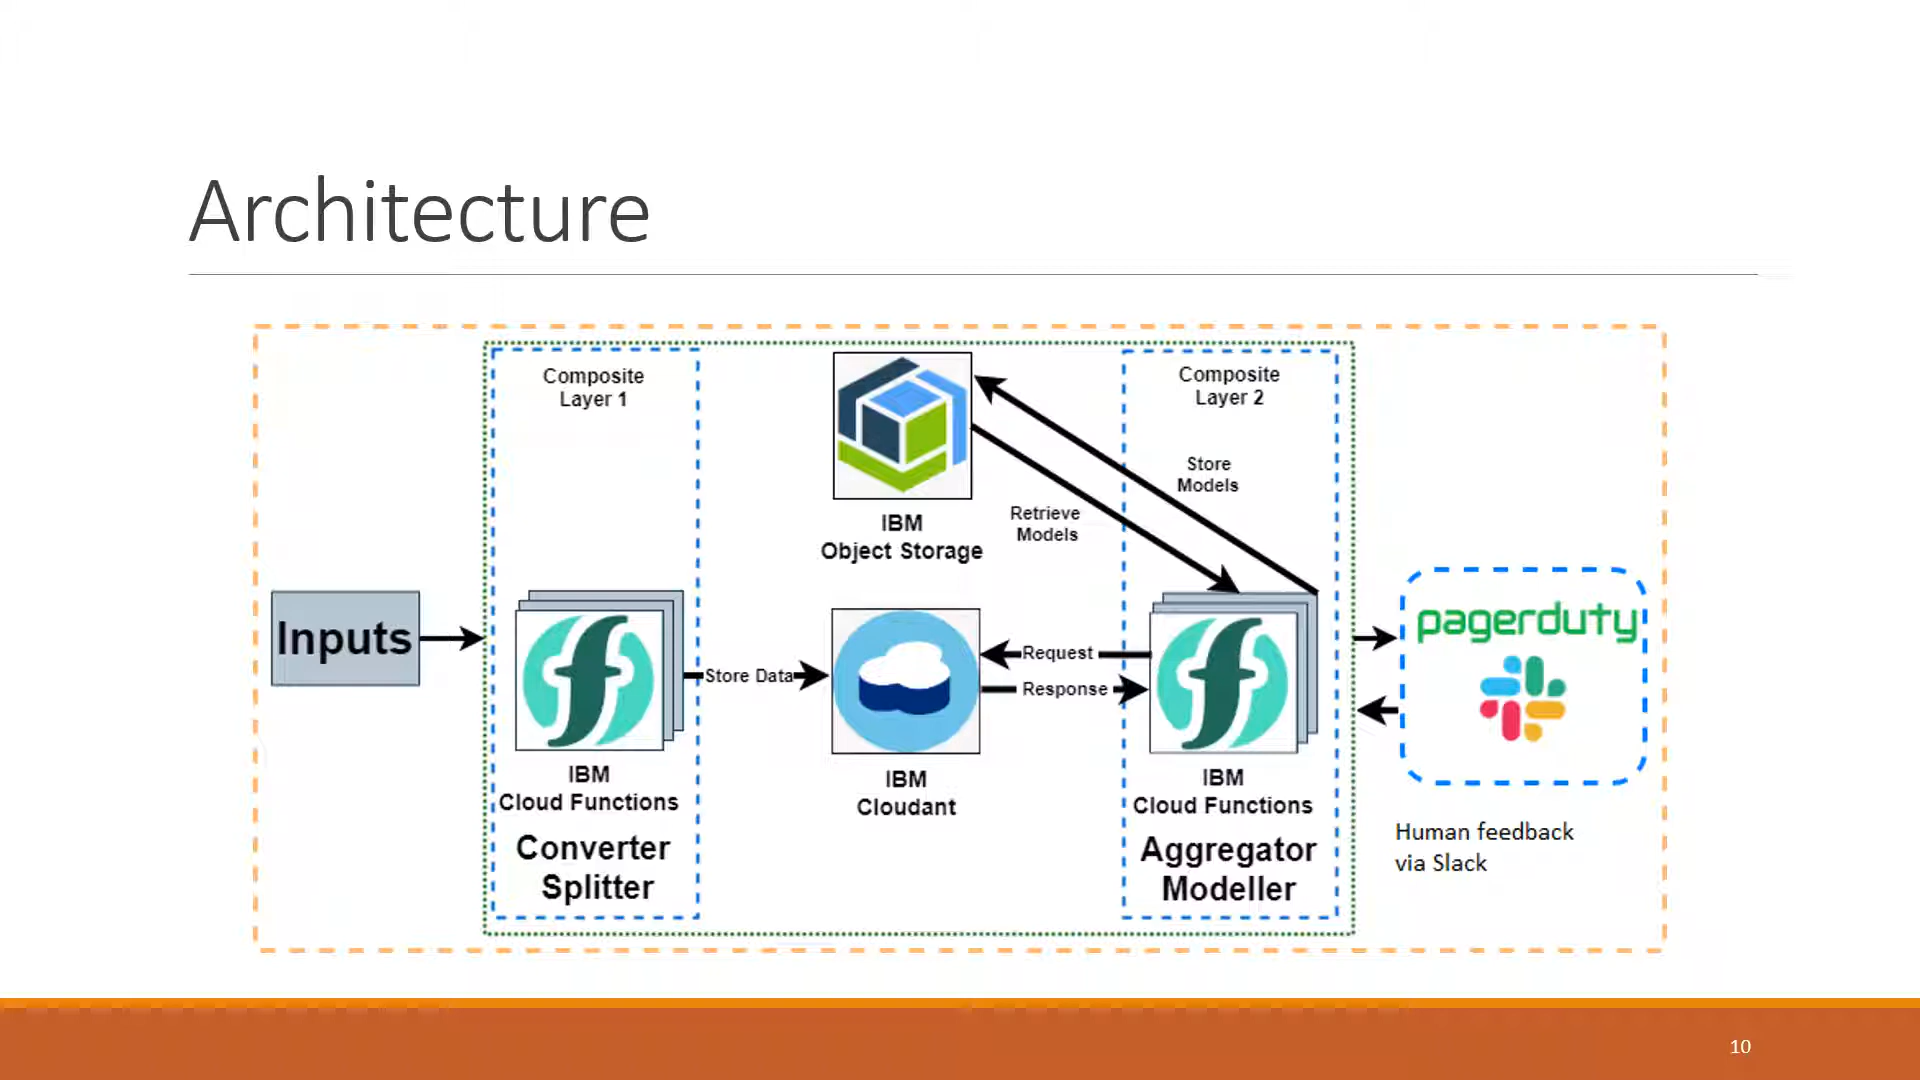 Architecture
Composite
Layer 1
IBM
Object Storage
Composite
Layer 2
Store
Models
Retrieve
Models
Inputs
Store Data
Request
Response
pagerduty
IBM
Cloud Functions
IBM
Cloudant
IBM
Cloud Functions
Converter
Splitter
Aggregator
Modeller
Human feedback
via Slack
10